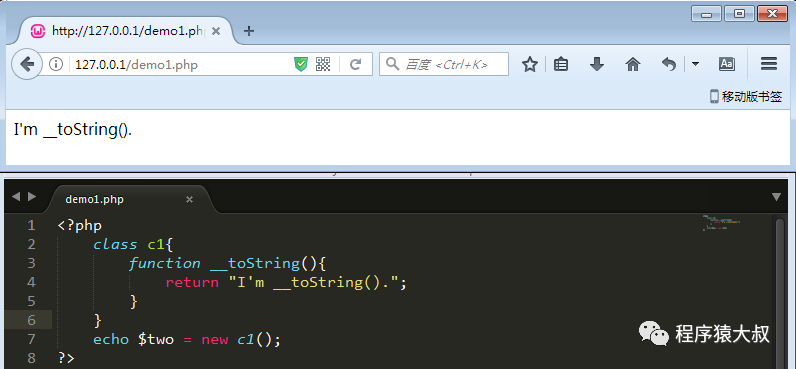 http://127.0.0.1/demo1.php
127.0.0.1/demo1.php
百度 <Ctrl+K>
Aa
移动版书签
I'm __toString().
demo1.php
1 <?php
2 class c1{
3 function __toString(){
4 return "I'm __toString().";
5 }
6 }
7 echo $two = new c1();
8 ?>
程序猿大叔